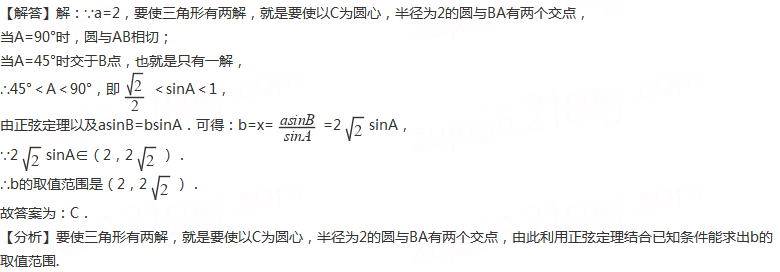 【解答】解：∵a=2，要使三角形有两解，就是要使以C为圆心，半径为2的圆与BA有两个交点，
当A=90°时，圆与AB相切；
当A=45°时交于B点，也就是只有一解，
∴45°＜A＜90°，即 √2/2 ＜sinA＜1，
由正弦定理以及asinB=bsinA．可得：b=x= asinB/sinA =2√2 sinA，
∵2√2 sinA∈（2，2√2 ）．
∴b的取值范围是（2，2√2 ）．
故答案为：C．
【分析】要使三角形有两解，就是要使以C为圆心，半径为2的圆与BA有两个交点，由此利用正弦定理结合已知条件能求出b的
取值范围.